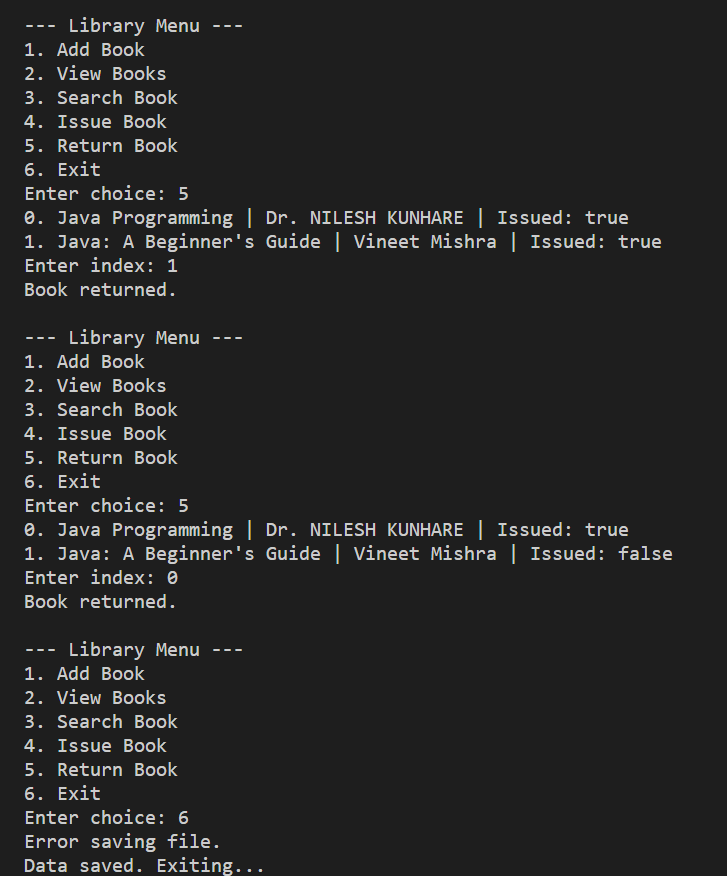 --- Library Menu ---
1. Add Book
2. View Books
3. Search Book
4. Issue Book
5. Return Book
6. Exit
Enter choice: 5
0. Java Programming | Dr. NILESH KUNHARE | Issued: true
1. Java: A Beginner's Guide | Vineet Mishra | Issued: true
Enter index: 1
Book returned.

--- Library Menu ---
1. Add Book
2. View Books
3. Search Book
4. Issue Book
5. Return Book
6. Exit
Enter choice: 5
0. Java Programming | Dr. NILESH KUNHARE | Issued: true
1. Java: A Beginner's Guide | Vineet Mishra | Issued: false
Enter index: 0
Book returned.

--- Library Menu ---
1. Add Book
2. View Books
3. Search Book
4. Issue Book
5. Return Book
6. Exit
Enter choice: 6
Error saving file.
Data saved. Exiting...